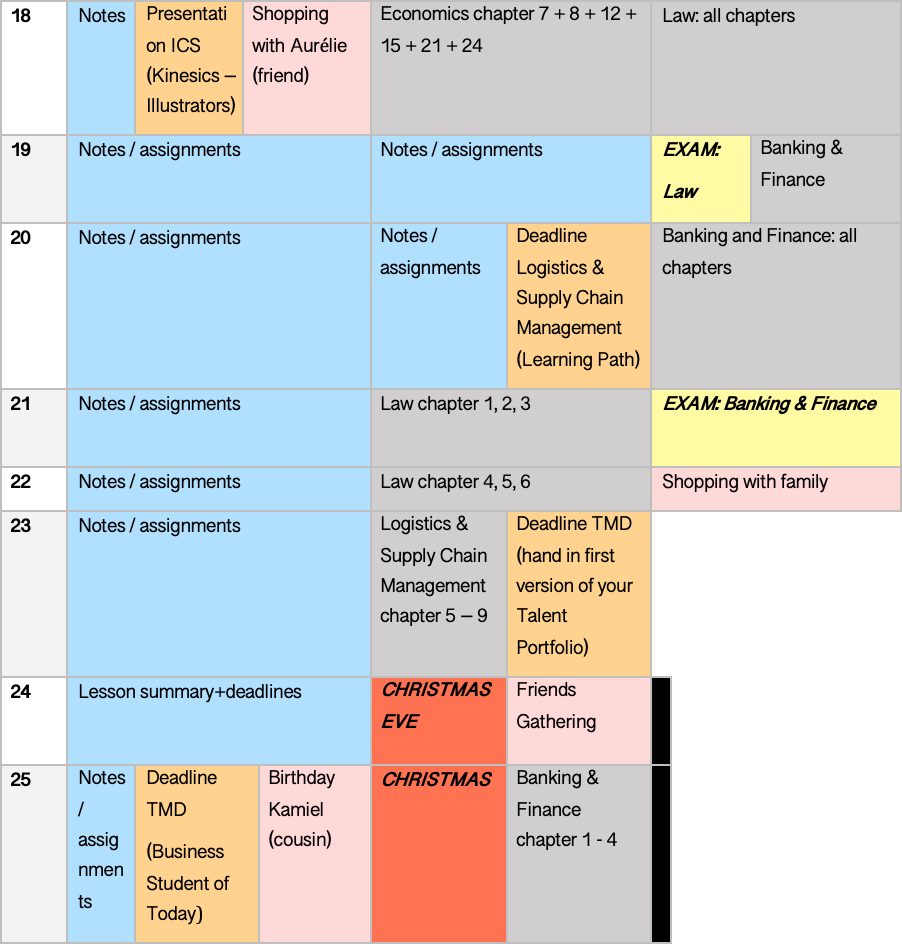 18
Notes
Presentati
on ICS
(Kinesics –
Illustrators)
Shopping
with Aurélie
(friend)
Economics chapter 7 + 8 + 12 +
15 + 21 + 24
Law: all chapters
19
Notes / assignments
Notes / assignments
EXAM:
Law
Banking &
Finance
20
Notes / assignments
Notes /
assignments
Deadline
Logistics &
Supply Chain
Management
(Learning Path)
Banking and Finance: all
chapters
21
Notes / assignments
Law chapter 1, 2, 3
EXAM: Banking & Finance
22
Notes / assignments
Law chapter 4, 5, 6
Shopping with family
23
Notes / assignments
Logistics &
Supply Chain
Management
chapter 5 – 9
Deadline TMD
(hand in first
version of your
Talent
Portfolio)
24
Lesson summary+deadlines
CHRISTMAS
EVE
Friends
Gathering
25
Notes
/
assig
nmen
ts
Deadline
TMD
(Business
Student of
Today)
Birthday
Kamiel
(cousin)
CHRISTMAS
Banking &
Finance
chapter 1 - 4